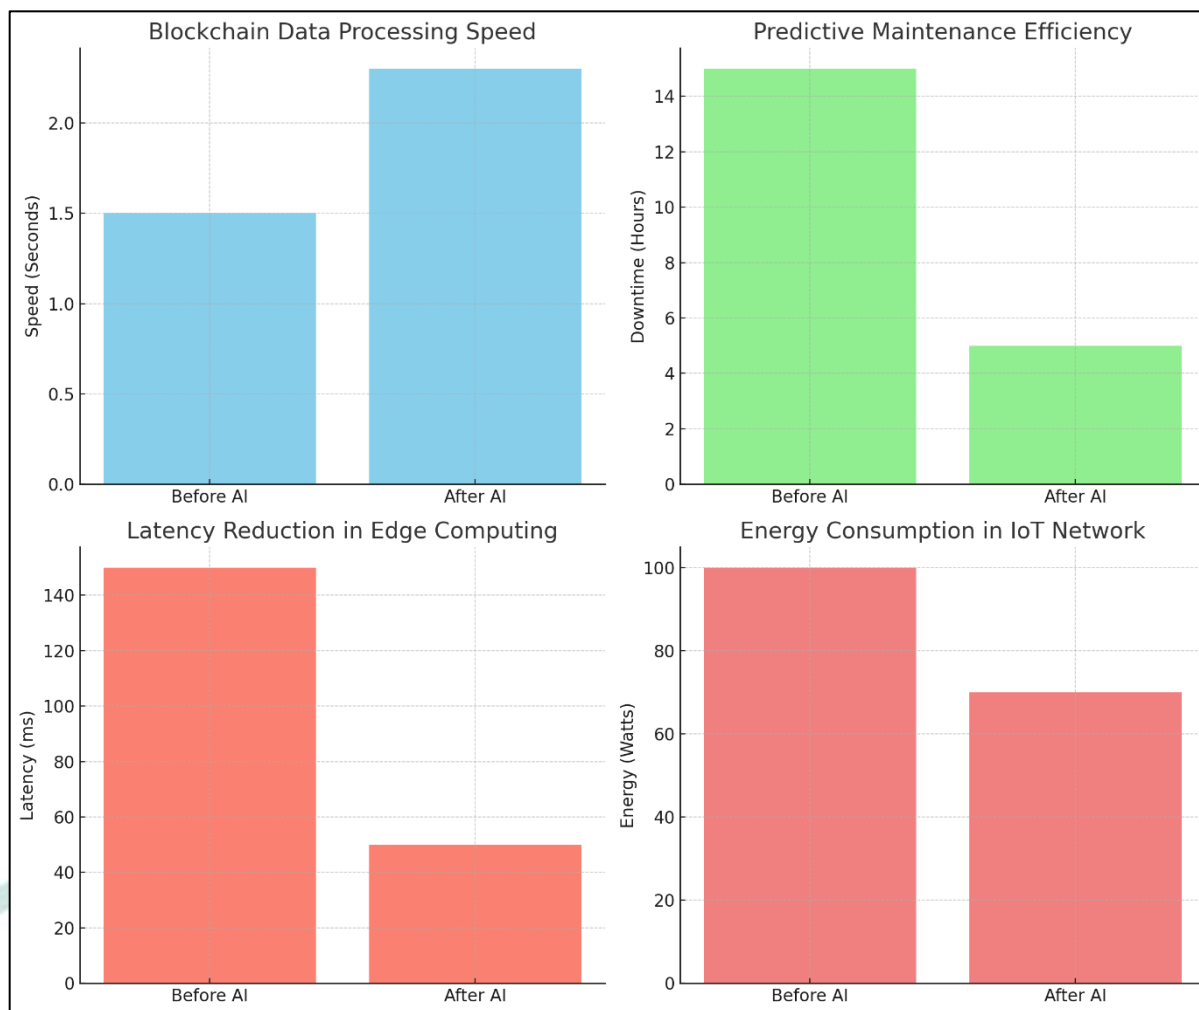 Blockchain Data Processing Speed
Speed (Seconds)
2.0
1.5
1.0
0.5
0.0
Before AI After AI
Predictive Maintenance Efficiency
Downtime (Hours)
14
12
10
8
6
4
2
0
Before AI After AI
Latency Reduction in Edge Computing
Latency (ms)
140
120
100
80
60
40
20
0
Before AI After AI
Energy Consumption in IoT Network
Energy (Watts)
100
80
60
40
20
0
Before AI After AI